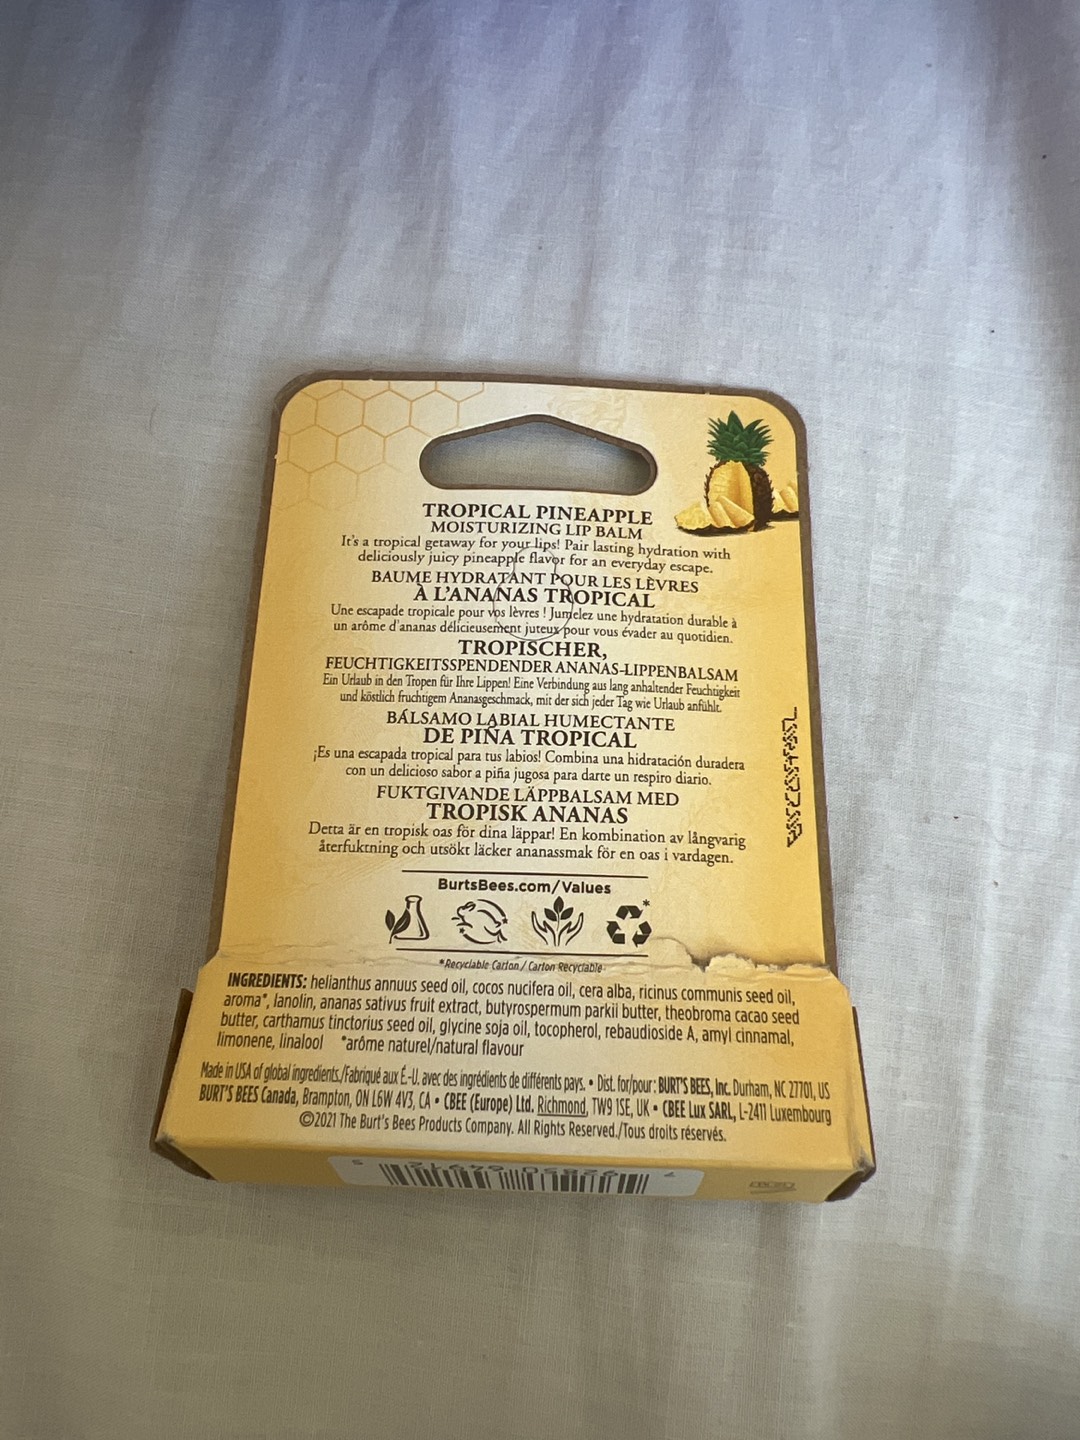 TROPICAL PINEAPPLE
MOISTURIZING LIP BALM
It's a tropical getaway for your lips! Pair lasting hydration with
deliciously juicy pineapple flavor for an everyday escape.
BAUME HYDRATANT POUR LES LÈVRES
À L'ANANAS TROPICAL
Une escapade tropicale pour vos lèvres ! Jumelez une hydratation durable à
un arôme d'ananas délicieusement juteux pour vous évader au quotidien.
TROPISCHER,
FEUCHTIGKEITSSPENDENDER ANANAS-LIPPENBALSAM
Ein Urlaub in den Tropen für Ihre Lippen! Eine Verbindung aus lang anhaltender Feuchtigkeit
und köstlich fruchtigem Ananasgeschmack, mit der sich jeder Tag wie Urlaub anfühlt.
BÁLSAMO LABIAL HUMECTANTE
DE PIÑA TROPICAL
¡Es una escapada tropical para tus labios! Combina una hidratación duradera
con un delicioso sabor a piña jugosa para darte un respiro diario.
FUKTGIVANDE LÄPPBALSAM MED
TROPISK ANANAS
Detta är en tropisk oas för dina läppar! En kombination av långvarig
återfuktning och utsökt läcker ananassmak för en oas i vardagen.
BurtsBees.com/Values
*
*Recyclable Carton / Carton Recyclable
INGREDIENTS: helianthus annuus seed oil, cocos nucifera oil, cera alba, ricinus communis seed oil,
aroma*, lanolin, ananas sativus fruit extract, butyrospermum parkii butter, theobroma cacao seed
butter, carthamus tinctorius seed oil, glycine soja oil, tocopherol, rebaudioside A, amyl cinnamal,
limonene, linalool *arôme naturel/natural flavour
Made in USA of global ingredients./Fabriqué aux É.-U. avec des ingrédients de différents pays. • Dist. for/pour : BURT'S BEES, Inc. Durham, NC 27701, US
BURT'S BEES Canada, Brampton, ON L6W 4V3, CA • CBEE (Europe) Ltd. Richmond, TW9 1SE, UK • CBEE Lux SARL, L-2411 Luxembourg
©2021 The Burt's Bees Products Company. All Rights Reserved./Tous droits réservés.